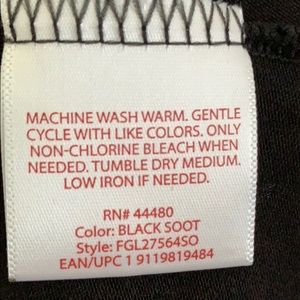 MACHINE WASH WARM. GENTLE
CYCLE WITH LIKE COLORS. ONLY
NON-CHLORINE BLEACH WHEN
NEEDED. TUMBLE DRY MEDIUM.
LOW IRON IF NEEDED.
RN# 44480
Color: BLACK SOOT
Style: FGL27564SO
EAN/UPC 1 9119819484